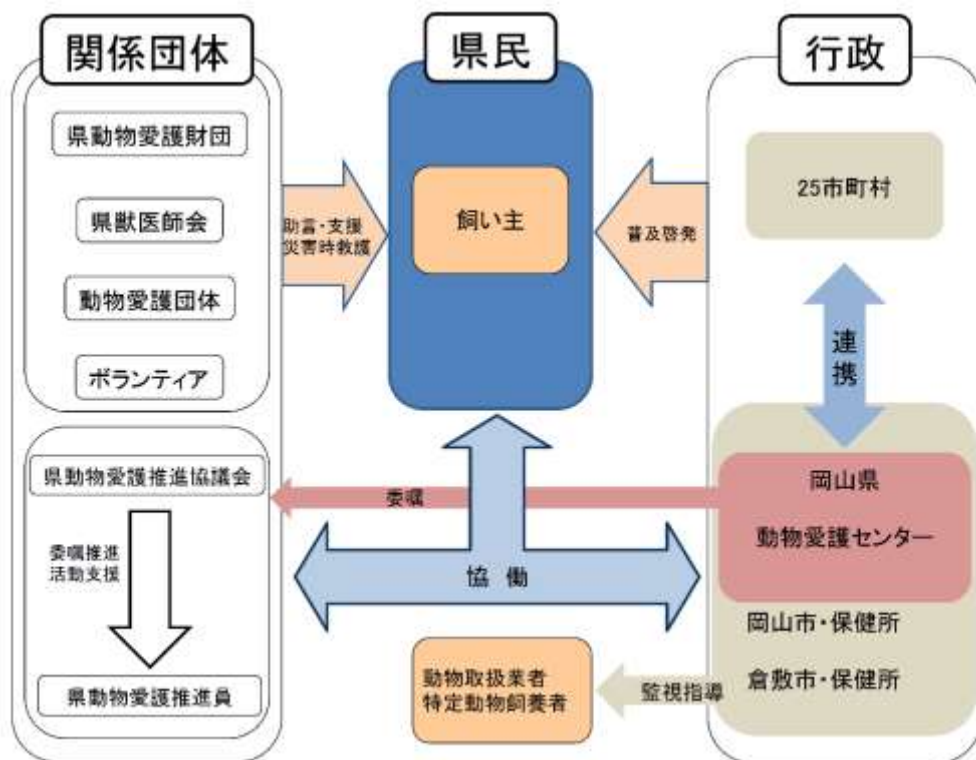 関係団体
県動物愛護財団
県獣医師会
動物愛護団体
ボランティア
県動物愛護推進協議会
委嘱推進
活動支援
県動物愛護推進員
助言・支援
災害時救護
県民
飼い主
普及啓発
委嘱
協働
動物取扱業者
特定動物飼養者
監視指導
行政
25市町村
連携
岡山県
動物愛護センター
岡山市・保健所
倉敷市・保健所